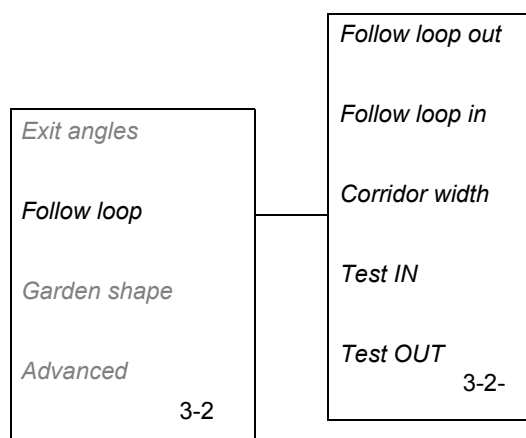 Exit angles
Follow loop
Garden shape
Advanced
3-2
Follow loop out
Follow loop in
Corridor width
Test IN
Test OUT
3-2-